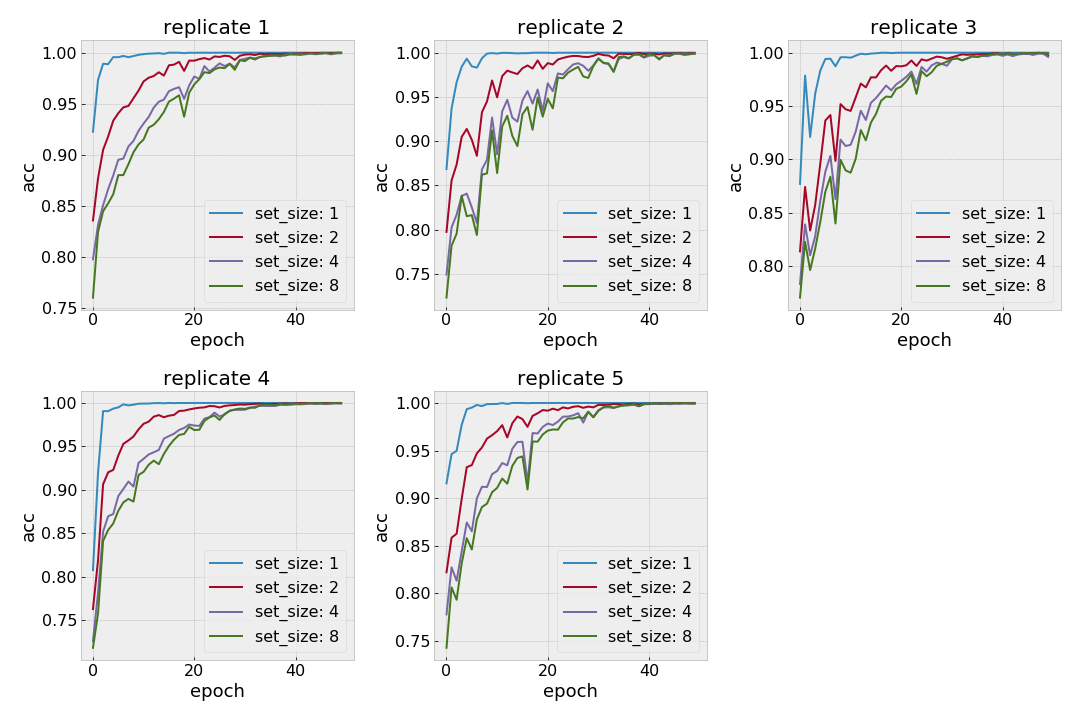 replicate 1
replicate 2
replicate 3
1.00
0.95
0.90
0.85
0.80
0.75
acc
set_size: 1
set_size: 2
set_size: 4
set_size: 8
0
20
40
epoch
1.00
0.95
0.90
0.85
0.80
0.75
acc
set_size: 1
set_size: 2
set_size: 4
set_size: 8
0
20
40
epoch
1.00
0.95
0.90
0.85
0.80
acc
set_size: 1
set_size: 2
set_size: 4
set_size: 8
0
20
40
epoch
replicate 4
replicate 5
1.00
0.95
0.90
0.85
0.80
0.75
acc
set_size: 1
set_size: 2
set_size: 4
set_size: 8
0
20
40
epoch
1.00
0.95
0.90
0.85
0.80
0.75
acc
set_size: 1
set_size: 2
set_size: 4
set_size: 8
0
20
40
epoch